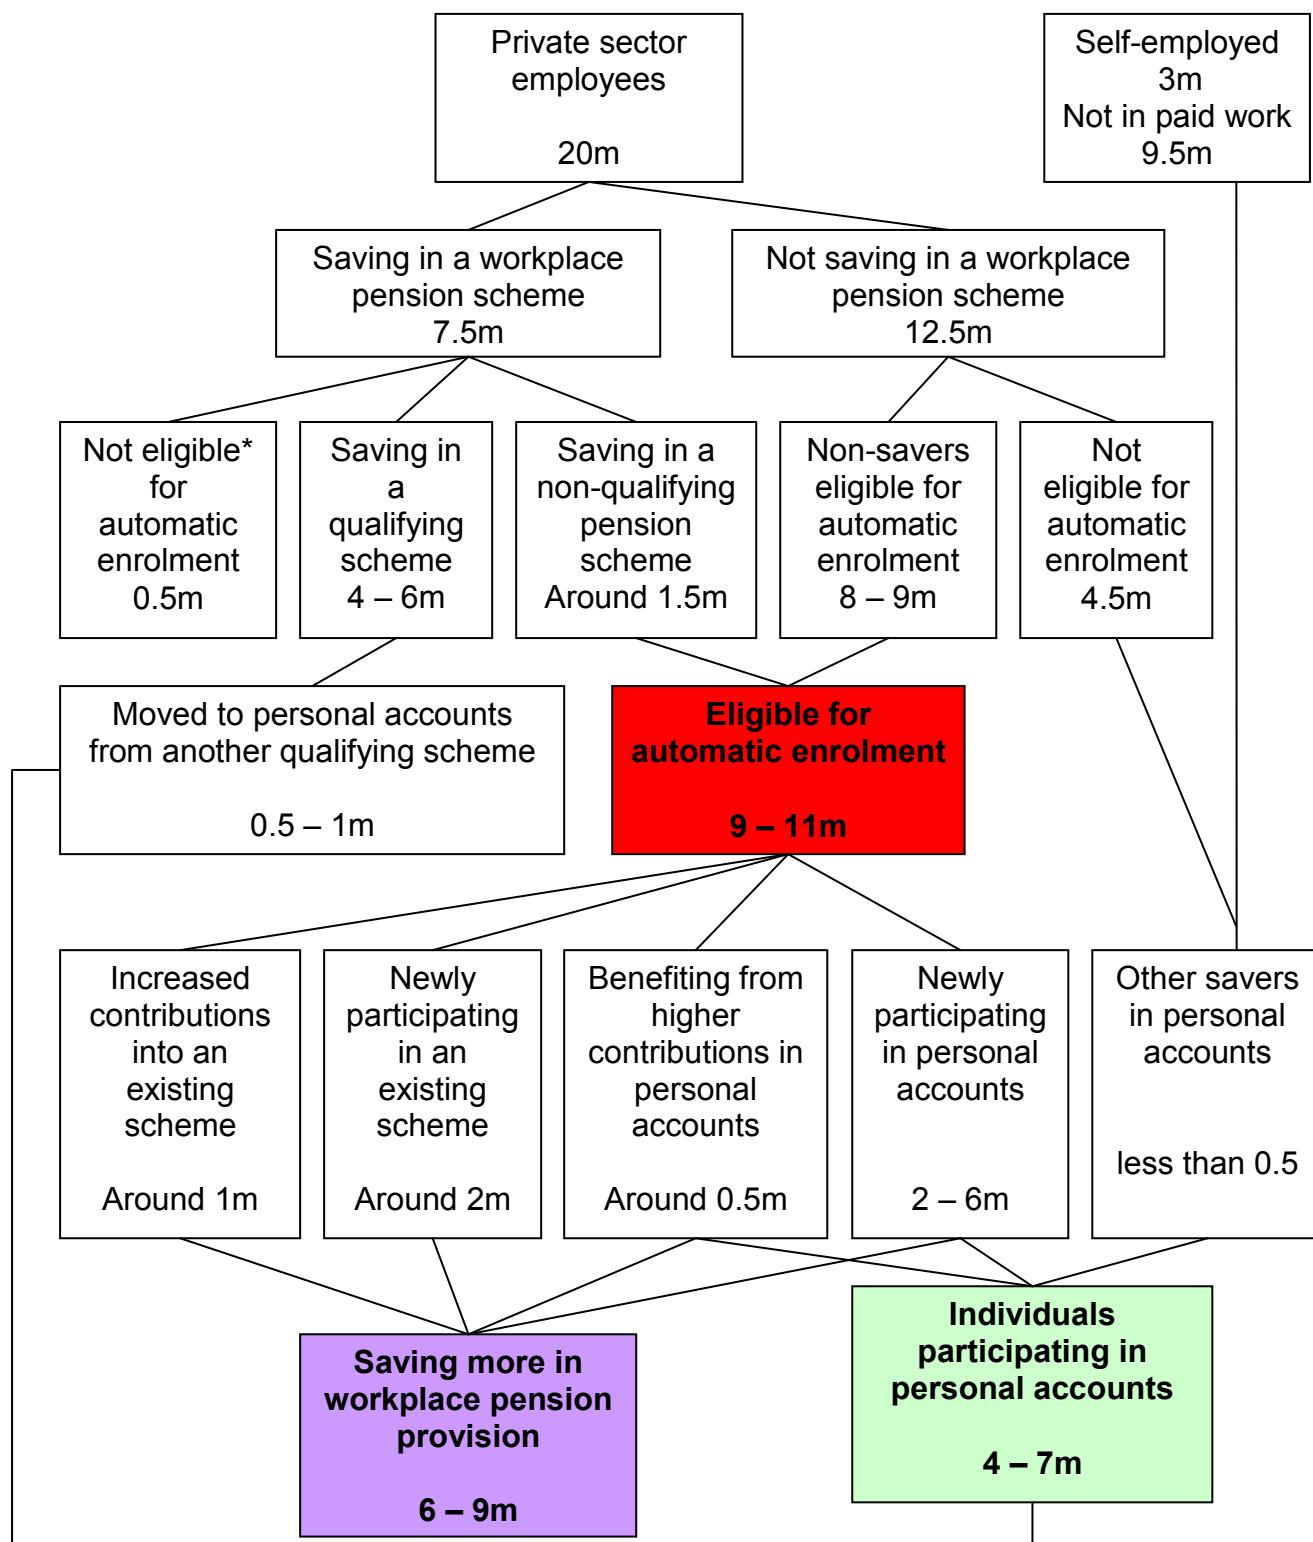 Private sector
employees
20m
Self-employed
3m
Not in paid work
9.5m
Saving in a workplace
pension scheme
7.5m
Not saving in a workplace
pension scheme
12.5m
Not eligible*
for
automatic
enrolment
0.5m
Saving in
a
qualifying
scheme
4 – 6m
Saving in a
non-qualifying
pension
scheme
Around 1.5m
Non-savers
eligible for
automatic
enrolment
8 – 9m
Not
eligible for
automatic
enrolment
4.5m
Moved to personal accounts
from another qualifying scheme
0.5 – 1m
Eligible for
automatic enrolment
9 – 11m
Increased
contributions
into an
existing
scheme
Around 1m
Newly
participating
in an
existing
scheme
Around 2m
Benefiting from
higher
contributions in
personal
accounts
Around 0.5m
Newly
participating
in personal
accounts
2 – 6m
Other savers
in personal
accounts
less than 0.5
Saving more in
workplace pension
provision
6 – 9m
Individuals
participating in
personal accounts
4 – 7m